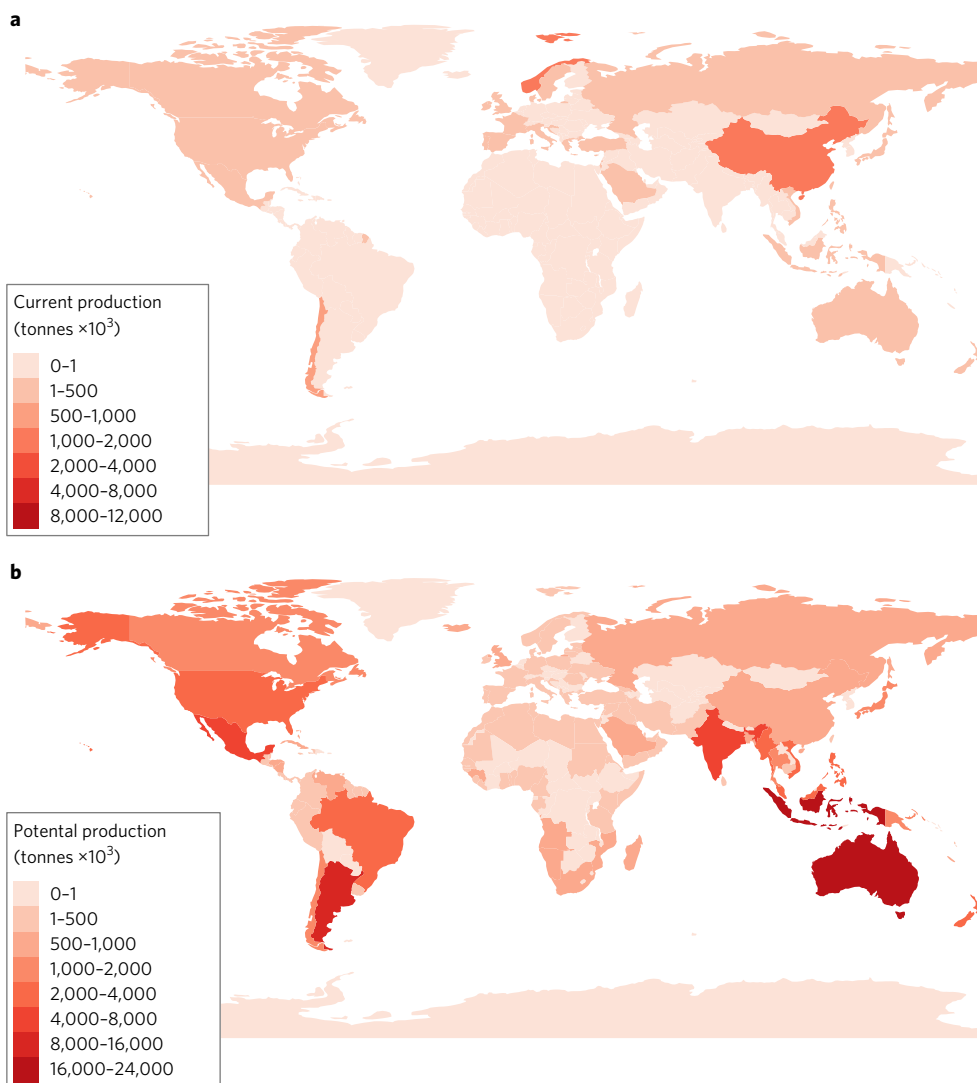 a
Current production
(tonnes ×10³)
0–1
1–500
500–1,000
1,000–2,000
2,000–4,000
4,000–8,000
8,000–12,000
b
Potental production
(tonnes ×10³)
0–1
1–500
500–1,000
1,000–2,000
2,000–4,000
4,000–8,000
8,000–16,000
16,000–24,000